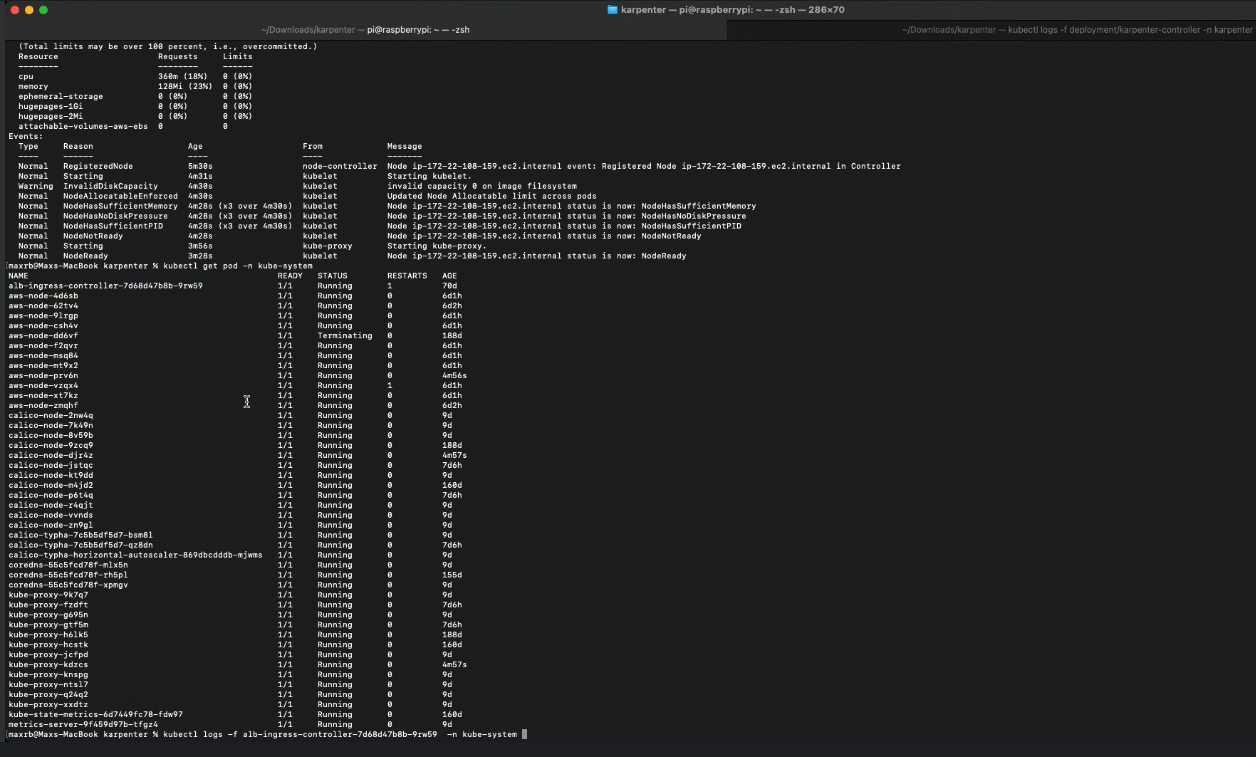 karpenter — pi@raspberrypi: ~ — -zsh — 286×70
~/Downloads/karpenter — pi@raspberrypi: ~ — -zsh
~/Downloads/karpenter — kubectl logs -f deployment/karpenter-controller -n karpenter
(Total limits may be over 100 percent, i.e., overcommitted.)
Resource Requests Limits
-------- -------- ------
cpu 360m (18%) 0 (0%)
memory 128Mi (23%) 0 (0%)
ephemeral-storage 0 (0%) 0 (0%)
hugepages-1Gi 0 (0%) 0 (0%)
hugepages-2Mi 0 (0%) 0 (0%)
attachable-volumes-aws-ebs 0 0
Events:
Type Reason Age From Message
---- ------ ---- ---- -------
Normal RegisteredNode 5m30s node-controller Node ip-172-22-108-159.ec2.internal event: Registered Node ip-172-22-108-159.ec2.internal in Controller
Normal Starting 4m31s kubelet Starting kubelet.
Warning InvalidDiskCapacity 4m30s kubelet invalid capacity 0 on image filesystem
Normal NodeAllocatableEnforced 4m30s kubelet Updated Node Allocatable limit across pods
Normal NodeHasSufficientMemory 4m28s (x3 over 4m30s) kubelet Node ip-172-22-108-159.ec2.internal status is now: NodeHasSufficientMemory
Normal NodeHasNoDiskPressure 4m28s (x3 over 4m30s) kubelet Node ip-172-22-108-159.ec2.internal status is now: NodeHasNoDiskPressure
Normal NodeHasSufficientPID 4m28s (x3 over 4m30s) kubelet Node ip-172-22-108-159.ec2.internal status is now: NodeHasSufficientPID
Normal NodeNotReady 4m28s kubelet Node ip-172-22-108-159.ec2.internal status is now: NodeNotReady
Normal Starting 3m56s kube-proxy Starting kube-proxy.
Normal NodeReady 3m28s kubelet Node ip-172-22-108-159.ec2.internal status is now: NodeReady
[maxrb@Maxs-MacBook karpenter % kubectl get pod -n kube-system
NAME READY STATUS RESTARTS AGE
alb-ingress-controller-7d68d47b8b-9rw59 1/1 Running 1 70d
aws-node-4d6sb 1/1 Running 0 6d1h
aws-node-62tv4 1/1 Running 0 6d2h
aws-node-9lrgp 1/1 Running 0 6d1h
aws-node-csh4v 1/1 Running 0 6d1h
aws-node-dd6vf 1/1 Terminating 0 188d
aws-node-f2qvr 1/1 Running 0 6d1h
aws-node-msq84 1/1 Running 0 6d1h
aws-node-mt9x2 1/1 Running 0 6d1h
aws-node-prv6n 1/1 Running 0 4m56s
aws-node-vzqx4 1/1 Running 1 6d1h
aws-node-xt7kz 1/1 Running 0 6d1h
aws-node-zmqhf 1/1 Running 0 6d2h
calico-node-2nw4q 1/1 Running 0 9d
calico-node-7k49n 1/1 Running 0 9d
calico-node-8v59b 1/1 Running 0 9d
calico-node-9zcq9 1/1 Running 0 188d
calico-node-djr4z 1/1 Running 0 4m57s
calico-node-jstqc 1/1 Running 0 7d6h
calico-node-kt9dd 1/1 Running 0 9d
calico-node-m4jd2 1/1 Running 0 160d
calico-node-p6t4q 1/1 Running 0 7d6h
calico-node-r4qjt 1/1 Running 0 9d
calico-node-vvnds 1/1 Running 0 9d
calico-node-zn9gl 1/1 Running 0 9d
calico-typha-7c5b5df5d7-bsm8l 1/1 Running 0 9d
calico-typha-7c5b5df5d7-qz8dn 1/1 Running 0 7d6h
calico-typha-horizontal-autoscaler-869dbcdddb-mjwms 1/1 Running 0 9d
coredns-55c5fcd78f-mlx5n 1/1 Running 0 9d
coredns-55c5fcd78f-rh5pl 1/1 Running 0 155d
coredns-55c5fcd78f-xpmgv 1/1 Running 0 9d
kube-proxy-9k7q7 1/1 Running 0 9d
kube-proxy-fzdft 1/1 Running 0 7d6h
kube-proxy-g695n 1/1 Running 0 9d
kube-proxy-gtf5m 1/1 Running 0 7d6h
kube-proxy-h6lk5 1/1 Running 0 188d
kube-proxy-hcstk 1/1 Running 0 160d
kube-proxy-jcfpd 1/1 Running 0 9d
kube-proxy-kdzcs 1/1 Running 0 4m57s
kube-proxy-knspg 1/1 Running 0 9d
kube-proxy-ntsl7 1/1 Running 0 9d
kube-proxy-q24q2 1/1 Running 0 9d
kube-proxy-xxdtz 1/1 Running 0 9d
kube-state-metrics-6d7449fc78-fdw97 1/1 Running 0 160d
metrics-server-9f459d97b-tfgz4 1/1 Running 0 9d
[maxrb@Maxs-MacBook karpenter % kubectl logs -f alb-ingress-controller-7d68d47b8b-9rw59 -n kube-system